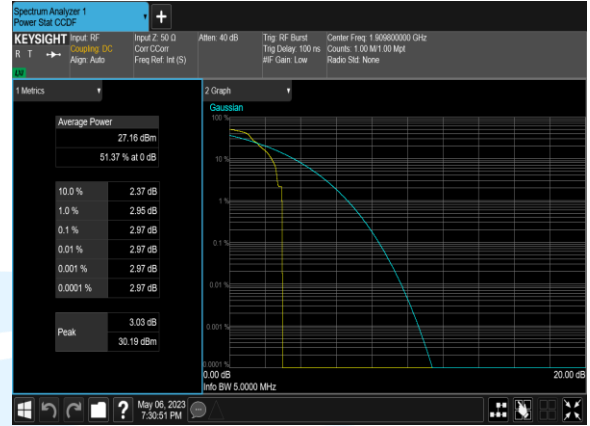 Spectrum Analyzer 1
Power Stat CCDF
+
KEYSIGHT
R T
LXI
Input: RF
Coupling: DC
Align: Auto
Input Z: 50 Ω
Corr CCorr
Freq Ref: Int (S)
Atten: 40 dB
Trig: RF Burst
Trig Delay: 100 ns
#IF Gain: Low
Center Freq: 1.909800000 GHz
Counts: 1.00 M/1.00 Mpt
Radio Std: None
1 Metrics
Average Power
27.16 dBm
51.37 % at 0 dB
10.0 % 2.37 dB
1.0 % 2.95 dB
0.1 % 2.97 dB
0.01 % 2.97 dB
0.001 % 2.97 dB
0.0001 % 2.97 dB
Peak
3.03 dB
30.19 dBm
2 Graph
Gaussian
100 %
10 %
1 %
0.1 %
0.01 %
0.001 %
0.0001 %
0.00 dB 20.00 dB
Info BW 5.0000 MHz
?
May 06, 2023
7:30:51 PM